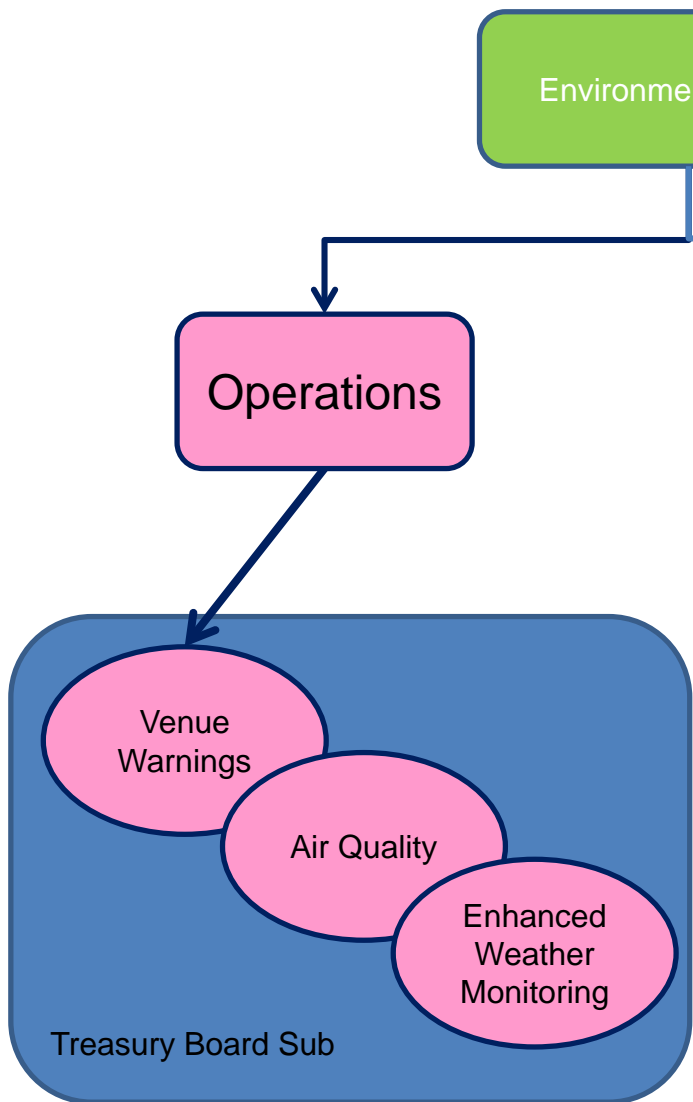 Environme
Operations
Venue
Warnings
Air Quality
Enhanced
Weather
Monitoring
Treasury Board Sub